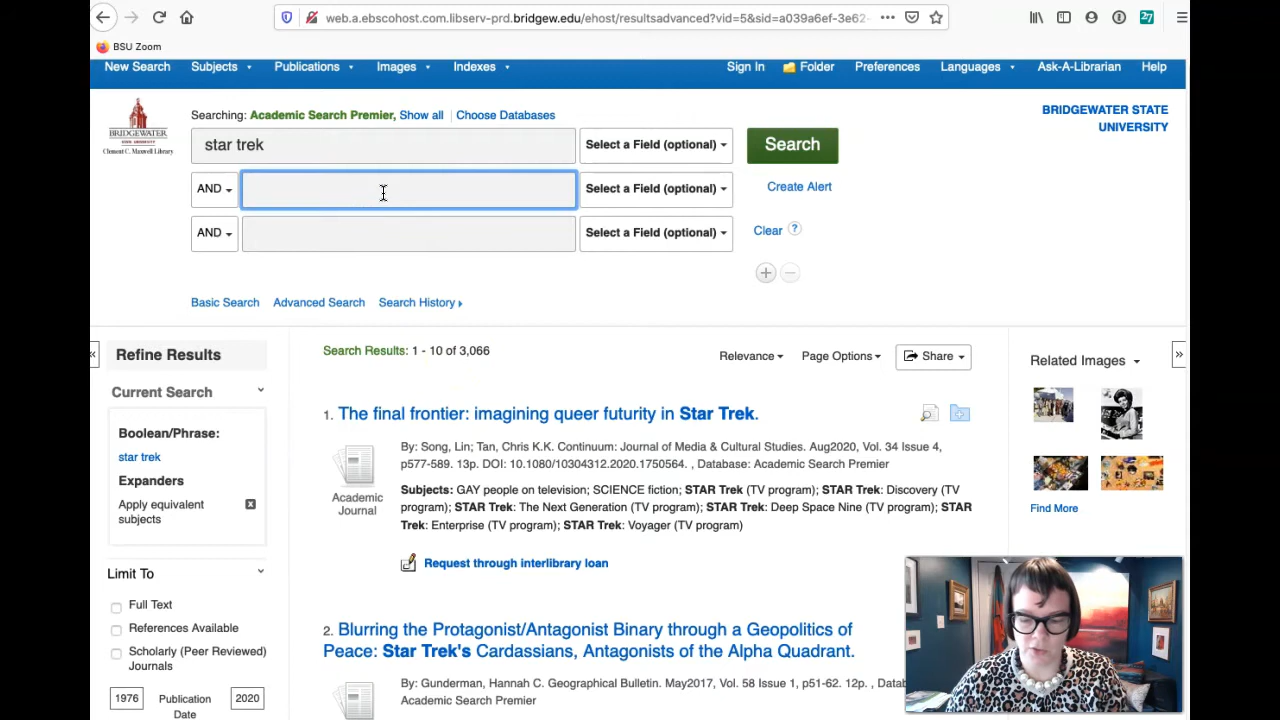 web.a.ebscohost.com.libserv-prd.bridgew.edu/ehost/resultsadvanced?vid=5&sid=a039a6ef-3e62-
BSU Zoom
New Search Subjects Publications Images Indexes Sign In Folder Preferences Languages Ask-A-Librarian Help
Searching: Academic Search Premier, Show all Choose Databases
BRIDGEWATER STATE UNIVERSITY
BRIDGEWATER
Clement C. Maxwell Library
star trek Select a Field (optional) Search
AND Select a Field (optional) Create Alert
AND Select a Field (optional) Clear ?
Basic Search Advanced Search Search History
Refine Results
Current Search
Boolean/Phrase:
star trek
Expanders
Apply equivalent
subjects
Limit To
Full Text
References Available
Scholarly (Peer Reviewed)
Journals
1976 Publication Date 2020
Search Results: 1 - 10 of 3,066 Relevance Page Options Share
1. The final frontier: imagining queer futurity in Star Trek.
Academic
Journal
By: Song, Lin; Tan, Chris K.K. Continuum: Journal of Media & Cultural Studies. Aug2020, Vol. 34 Issue 4,
p577-589. 13p. DOI: 10.1080/10304312.2020.1750564. , Database: Academic Search Premier
Subjects: GAY people on television; SCIENCE fiction; STAR Trek (TV program); STAR Trek: Discovery (TV
program); STAR Trek: The Next Generation (TV program); STAR Trek: Deep Space Nine (TV program); STAR
Trek: Enterprise (TV program); STAR Trek: Voyager (TV program)
Request through interlibrary loan
2. Blurring the Protagonist/Antagonist Binary through a Geopolitics of
Peace: Star Trek's Cardassians, Antagonists of the Alpha Quadrant.
By: Gunderman, Hannah C. Geographical Bulletin. May2017, Vol. 58 Issue 1, p51-62. 12p. , Datab
Academic Search Premier
Related Images
Find More
27